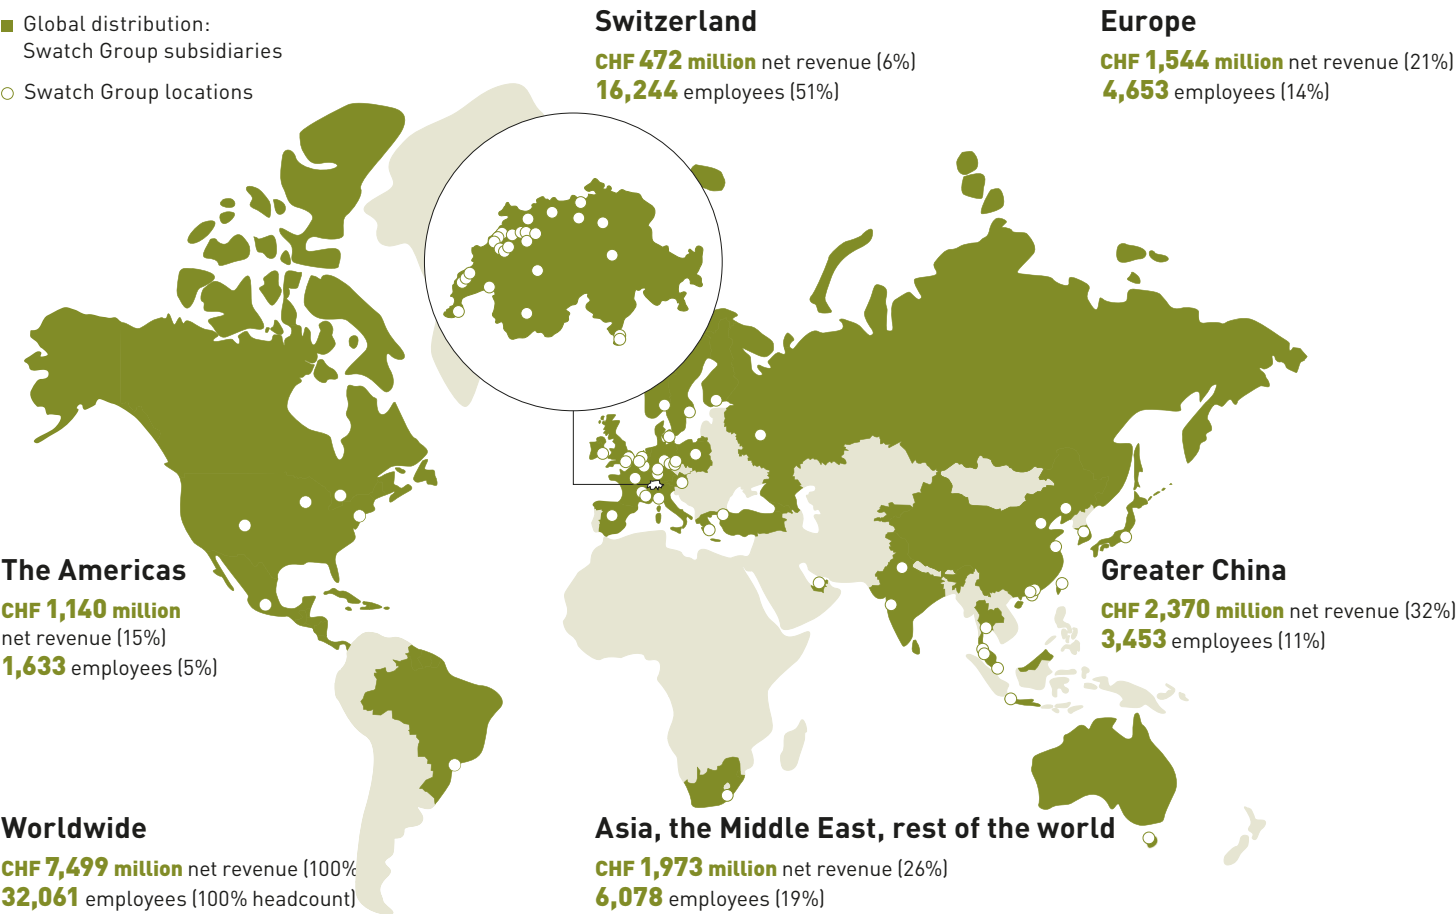 Global distribution:
Swatch Group subsidiaries
Swatch Group locations
Switzerland
CHF 472 million net revenue (6%)
16,244 employees (51%)
Europe
CHF 1,544 million net revenue (21%)
4,653 employees (14%)
The Americas
CHF 1,140 million
net revenue (15%)
1,633 employees (5%)
Greater China
CHF 2,370 million net revenue (32%)
3,453 employees (11%)
Worldwide
CHF 7,499 million net revenue (100%
32,061 employees (100% headcount)
Asia, the Middle East, rest of the world
CHF 1,973 million net revenue (26%)
6,078 employees (19%)